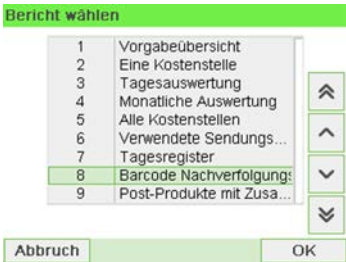 Bericht wählen
1 Vorgabeübersicht
2 Eine Kostenstelle
3 Tagesauswertung
4 Monatliche Auswertung
5 Alle Kostenstellen
6 Verwendete Sendungs...
7 Tagesregister
8 Barcode Nachverfolgungs
9 Post-Produkte mit Zusa...
Abbruch OK